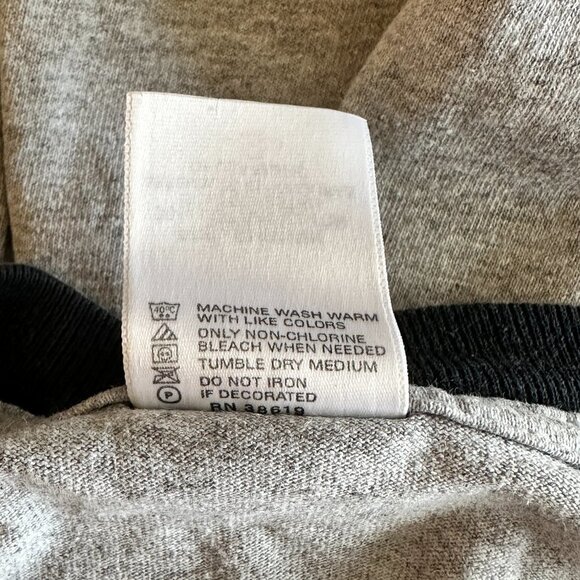 40°C
MACHINE WASH WARM
WITH LIKE COLORS
ONLY NON-CHLORINE
BLEACH WHEN NEEDED
TUMBLE DRY MEDIUM
DO NOT IRON
IF DECORATED
P
RN 38619